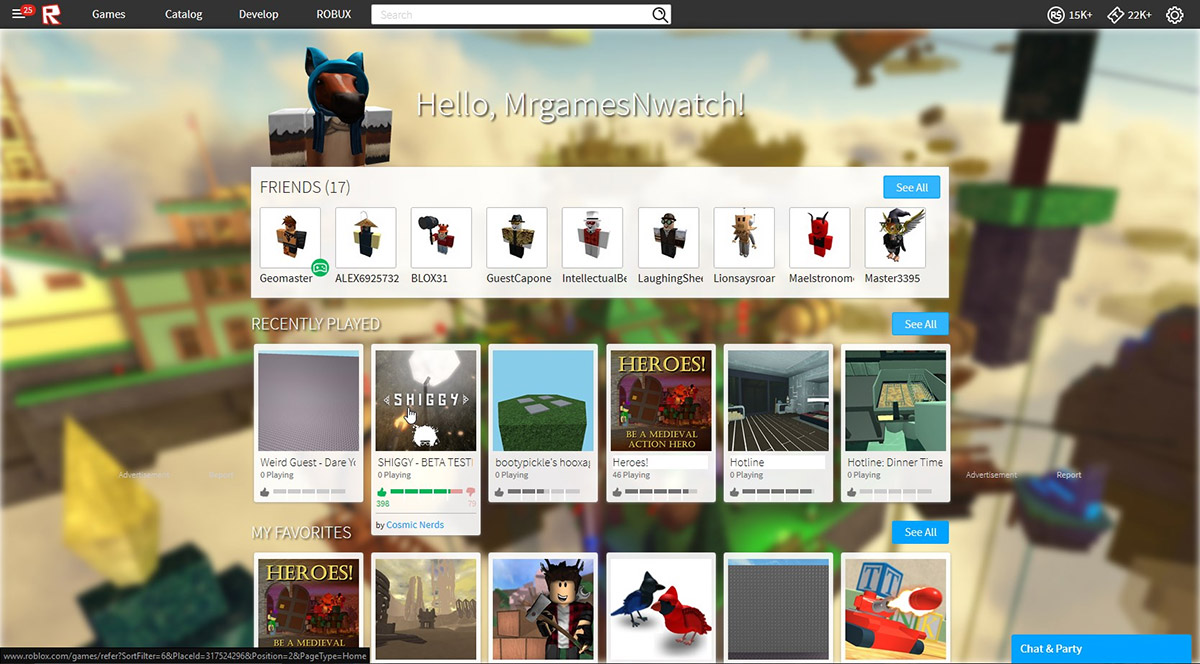 25 Games Catalog Develop ROBUX Search R$ 15K+ 22K+
Hello, MrgamesNwatch!
FRIENDS (17) See All
Geomaster ALEX6925732 BLOX31 GuestCapone IntellectualBe LaughingShee Lionsaysroar Maelstronom Master3395
RECENTLY PLAYED See All
SHIGGY
HEROES!
BE A MEDIEVAL
ACTION HERO
Weird Guest - Dare Yo SHIGGY - BETA TEST bootypickle's hooxa Heroes! Hotline Hotline: Dinner Time
0 Playing 0 Playing 0 Playing 46 Playing 0 Playing 0 Playing
Advertisement Report Advertisement Report
398 79
by Cosmic Nerds
MY FAVORITES See All
HEROES!
BE A MEDIEVAL
www.roblox.com/games/refer?SortFilter=6&PlaceId=317524296&Position=2&PageType=Home
Chat & Party